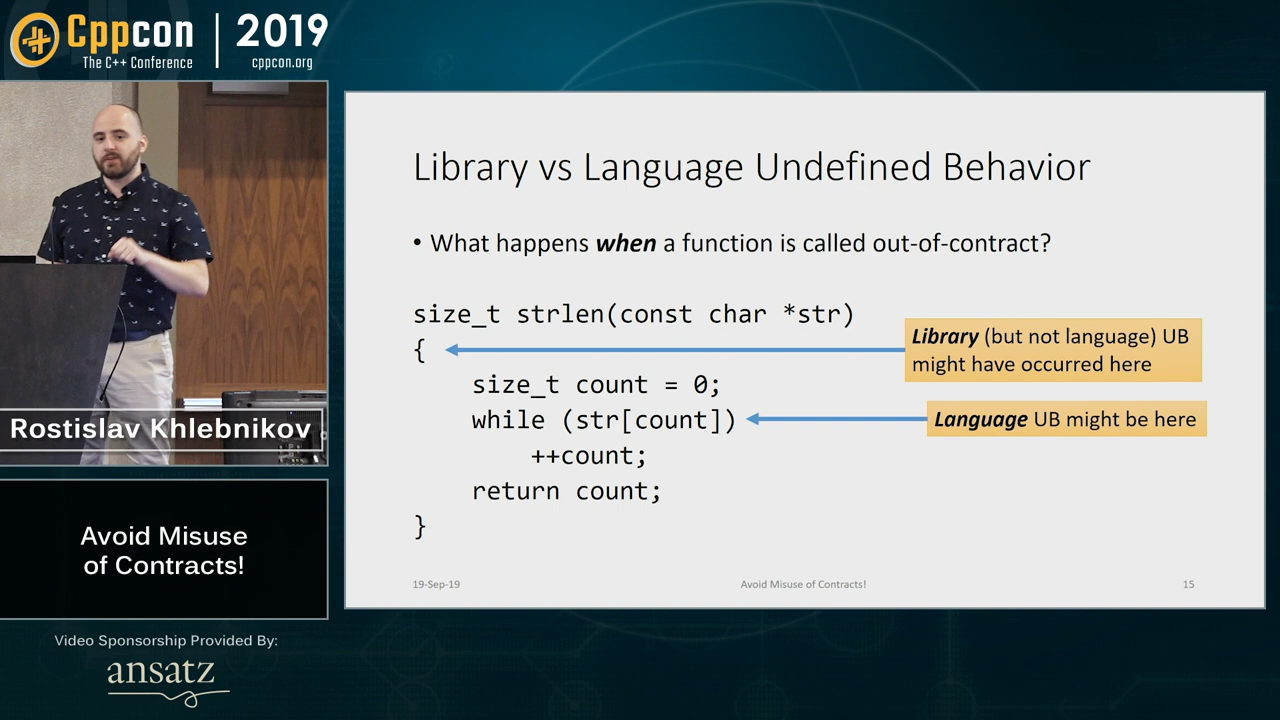 Cppcon
The C++ Conference
2019
cppcon.org
Rostislav Khlebnikov
Avoid Misuse
of Contracts!
Video Sponsorship Provided By:
ansatz
Library vs Language Undefined Behavior
• What happens when a function is called out-of-contract?
size_t strlen(const char *str)
{
size_t count = 0;
while (str[count])
++count;
return count;
}
Library (but not language) UB
might have occurred here
Language UB might be here
19-Sep-19
Avoid Misuse of Contracts!
15